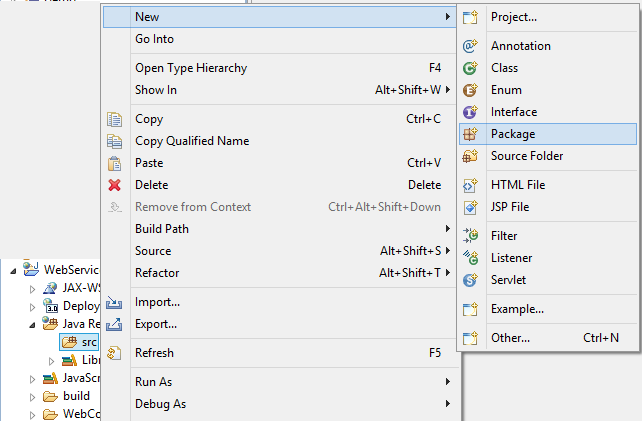 New
Go Into
Open Type Hierarchy F4
Show In Alt+Shift+W
Copy Ctrl+C
Copy Qualified Name
Paste Ctrl+V
Delete Delete
Remove from Context Ctrl+Alt+Shift+Down
Build Path
Source Alt+Shift+S
Refactor Alt+Shift+T
Import...
Export...
Refresh F5
Run As
Debug As
Project...
Annotation
Class
Enum
Interface
Package
Source Folder
HTML File
JSP File
Filter
Listener
Servlet
Example...
Other... Ctrl+N
WebService
JAX-WS
3.0 Deploy
Java Re
src
Libr
JavaScr
build
WebCo